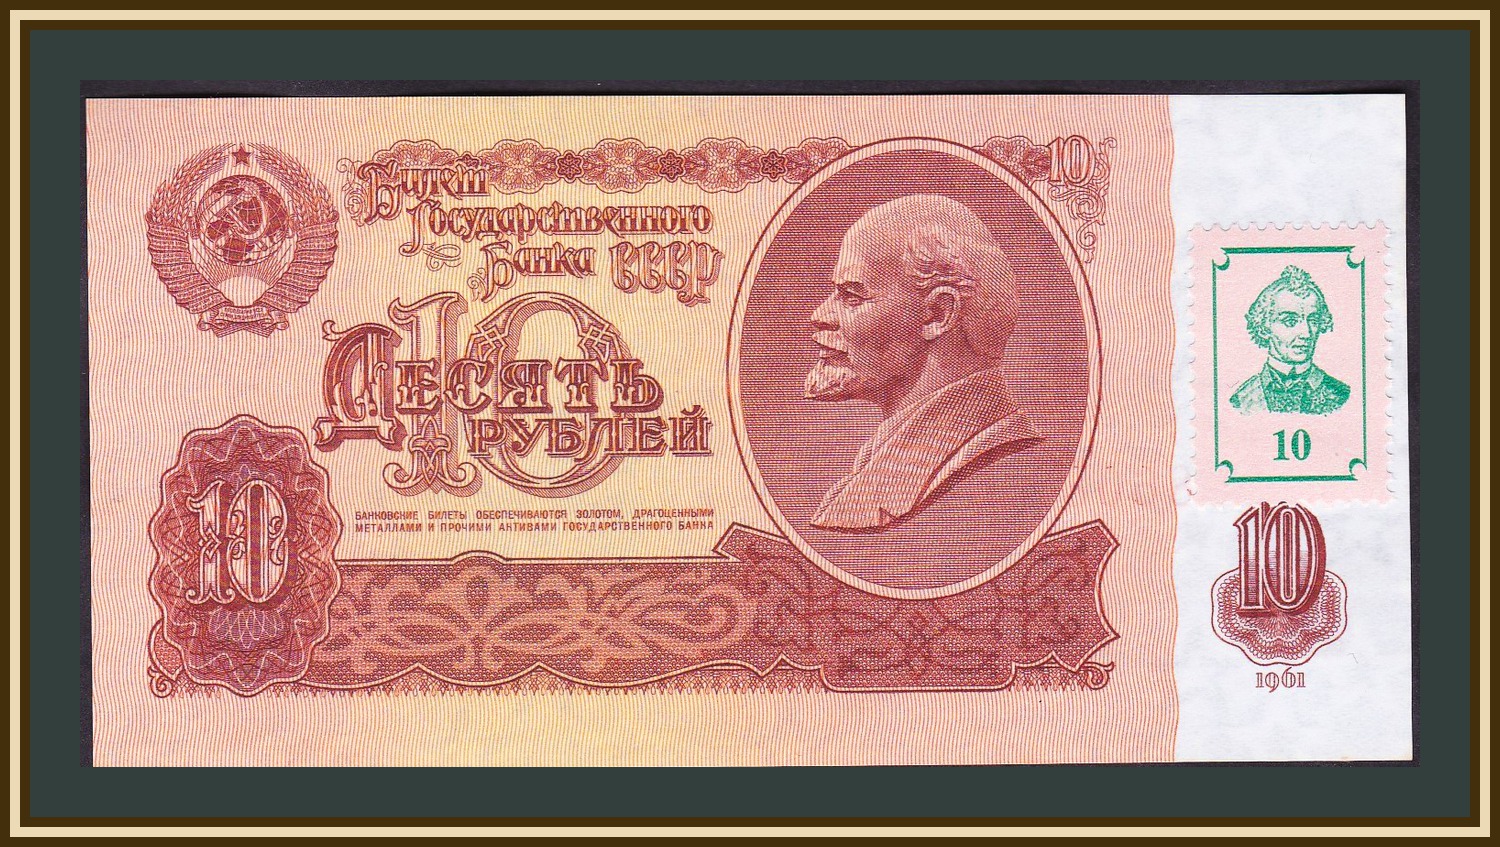 Билет
Государственного
Банка СССР
10
10
Десять
рублей
10
БАНКОВСКИЕ БИЛЕТЫ ОБЕСПЕЧИВАЮТСЯ ЗОЛОТОМ, ДРАГОЦЕННЫМИ
МЕТАЛЛАМИ И ПРОЧИМИ АКТИВАМИ ГОСУДАРСТВЕННОГО БАНКА
10
10
1961